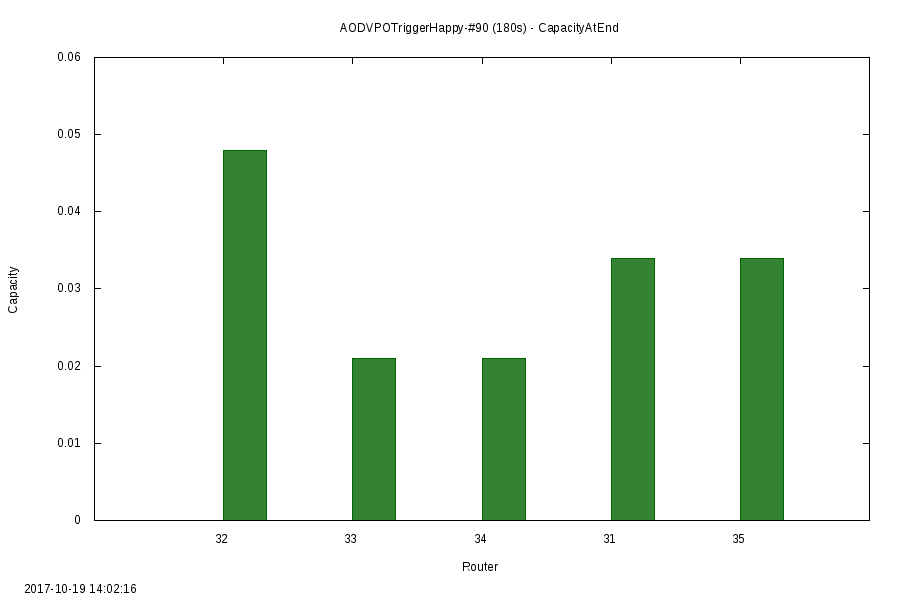 AODVPOTriggerHappy-#90 (180s) - CapacityAtEnd
0.06
0.05
0.04
0.03
0.02
0.01
0
Capacity
32 33 34 31 35
Router
2017-10-19 14:02:16